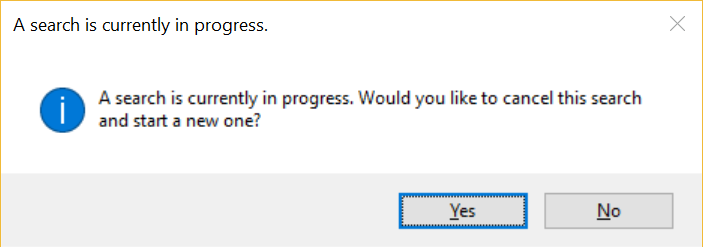 A search is currently in progress.
A search is currently in progress. Would you like to cancel this search
and start a new one?
Yes
No